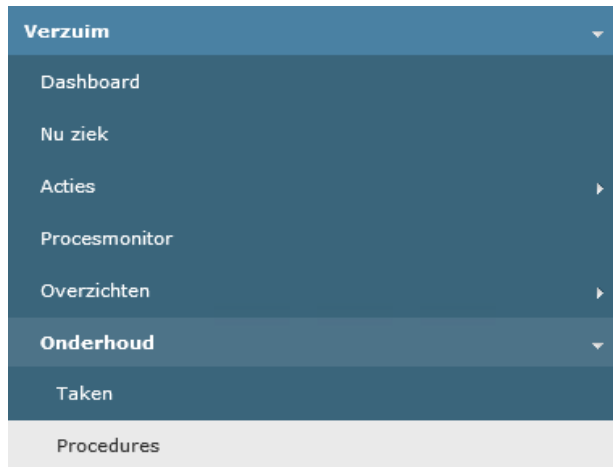 Verzuim
Dashboard
Nu ziek
Acties
Procesmonitor
Overzichten
Onderhoud
Taken
Procedures